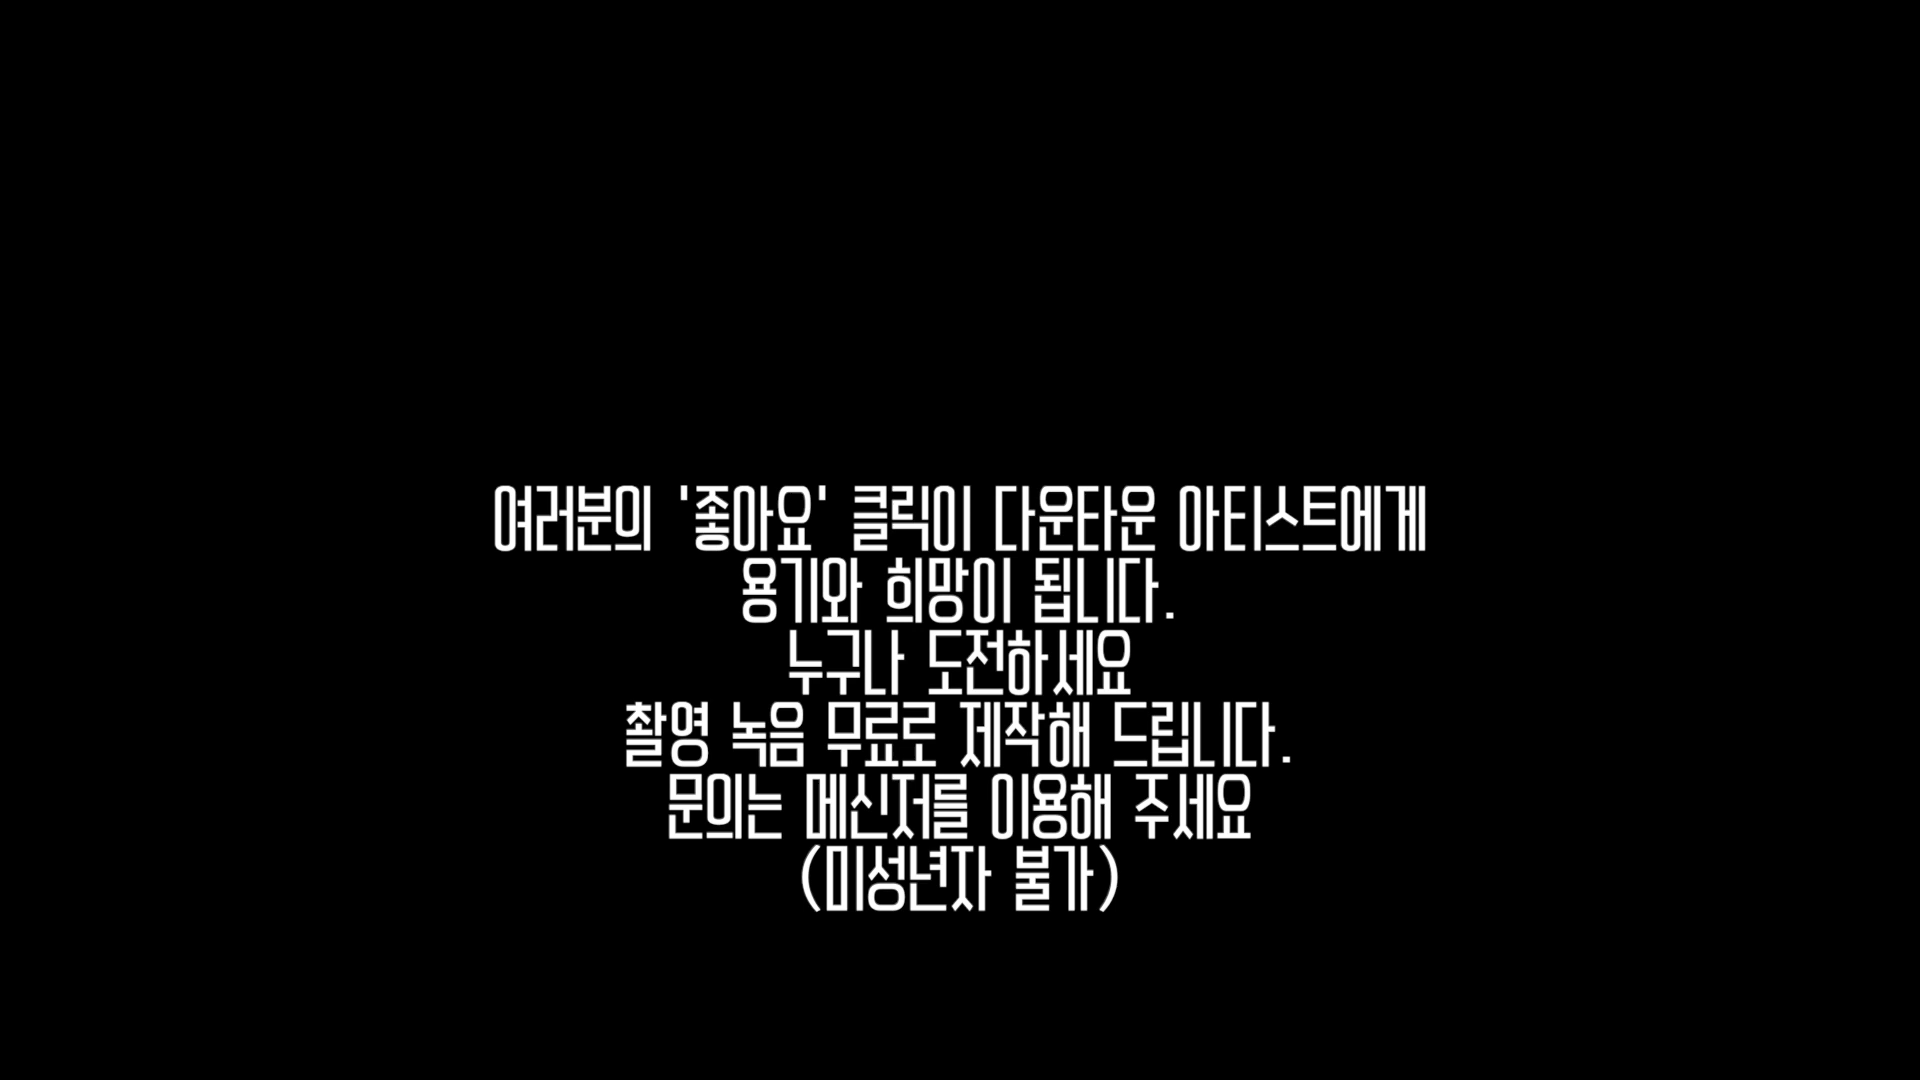 여러분의 '좋아요' 클릭이 다운타운 아티스트에게
용기와 희망이 됩니다.
누구나 도전하세요
촬영 녹음 무료로 제작해 드립니다.
문의는 메신저를 이용해 주세요
(미성년자 불가)